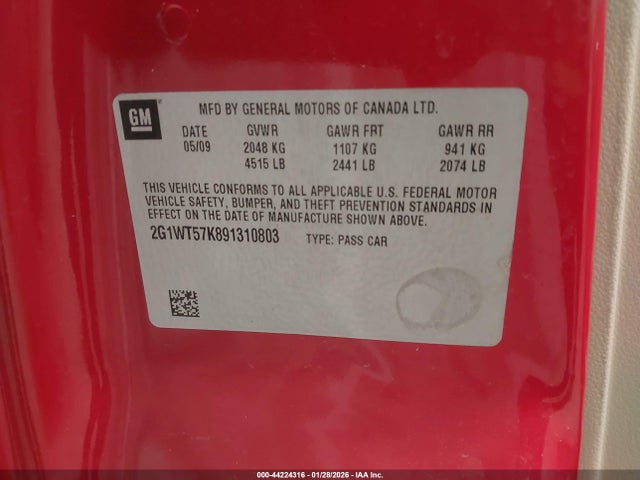 GM
MFD BY GENERAL MOTORS OF CANADA LTD.
DATE GVWR GAWR FRT GAWR RR
05/09 2048 KG 1107 KG 941 KG
4515 LB 2441 LB 2074 LB
THIS VEHICLE CONFORMS TO ALL APPLICABLE U.S. FEDERAL MOTOR
VEHICLE SAFETY, BUMPER, AND THEFT PREVENTION STANDARDS IN
EFFECT ON THE DATE OF MANUFACTURE SHOWN ABOVE.
2G1WT57K891310803 TYPE: PASS CAR
000-44224316 | 01/28/2026 | IAA Inc.